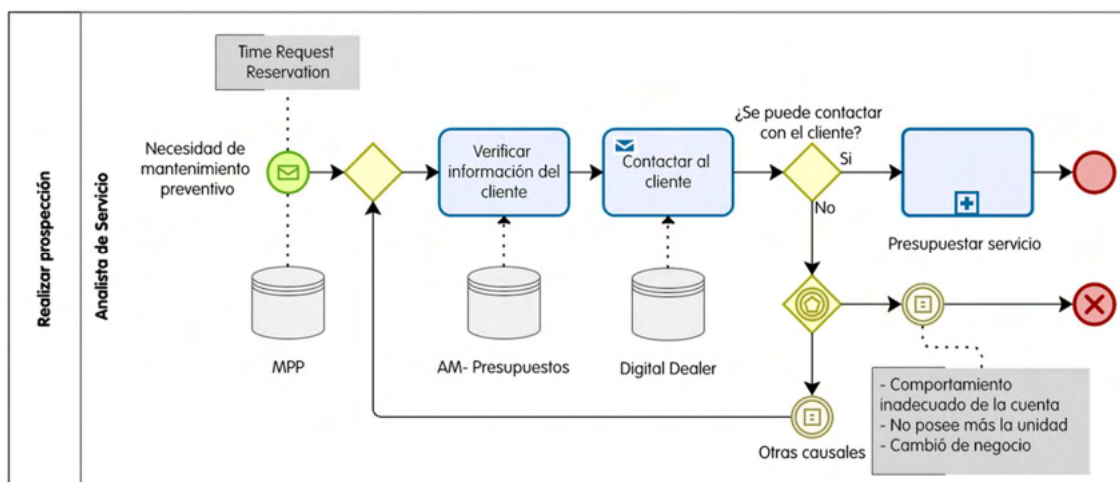 Realizar prospección
Analista de Servicio
Time Request
Reservation
Necesidad de
mantenimiento
preventivo
MPP
Verificar
información del
cliente
AM- Presupuestos
Contactar al
cliente
Digital Dealer
¿Se puede contactar
con el cliente?
Si
No
Presupuestar servicio
Otras causales
- Comportamiento
inadecuado de la cuenta
- No posee más la unidad
- Cambió de negocio